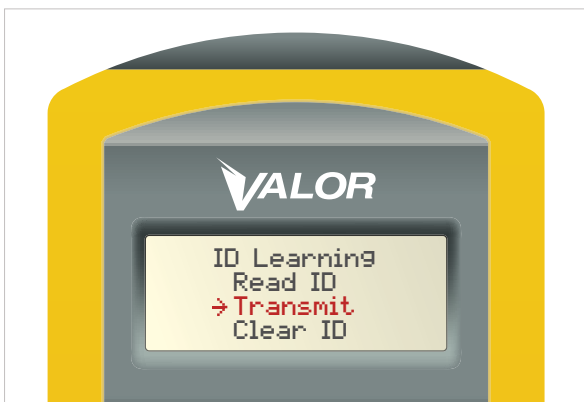 VALOR
ID Learning
Read ID
→Transmit
Clear ID